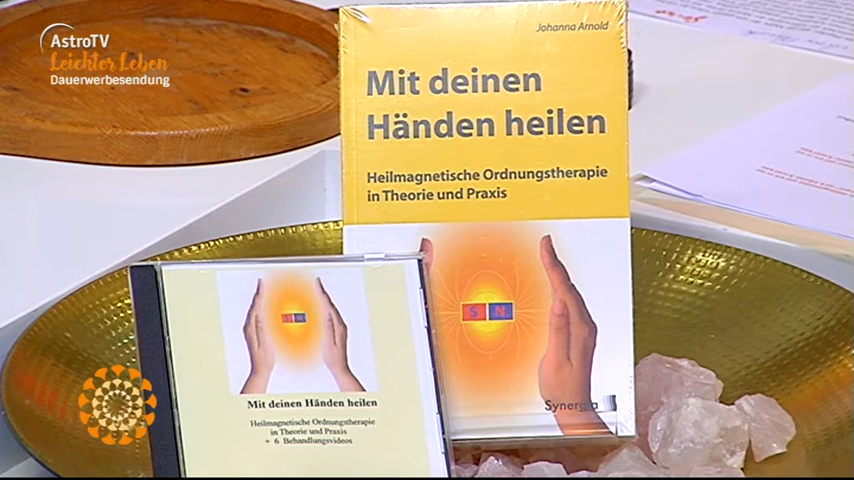 AstroTV
Leichter Leben
Dauerwerbesendung
Johanna Arnold
Mit deinen
Händen heilen
Heilmagnetische Ordnungstherapie
in Theorie und Praxis
S N
Synergia
Mit deinen Händen heilen
Heilmagnetische Ordnungstherapie
in Theorie und Praxis
+ 6 Behandlungsvideos